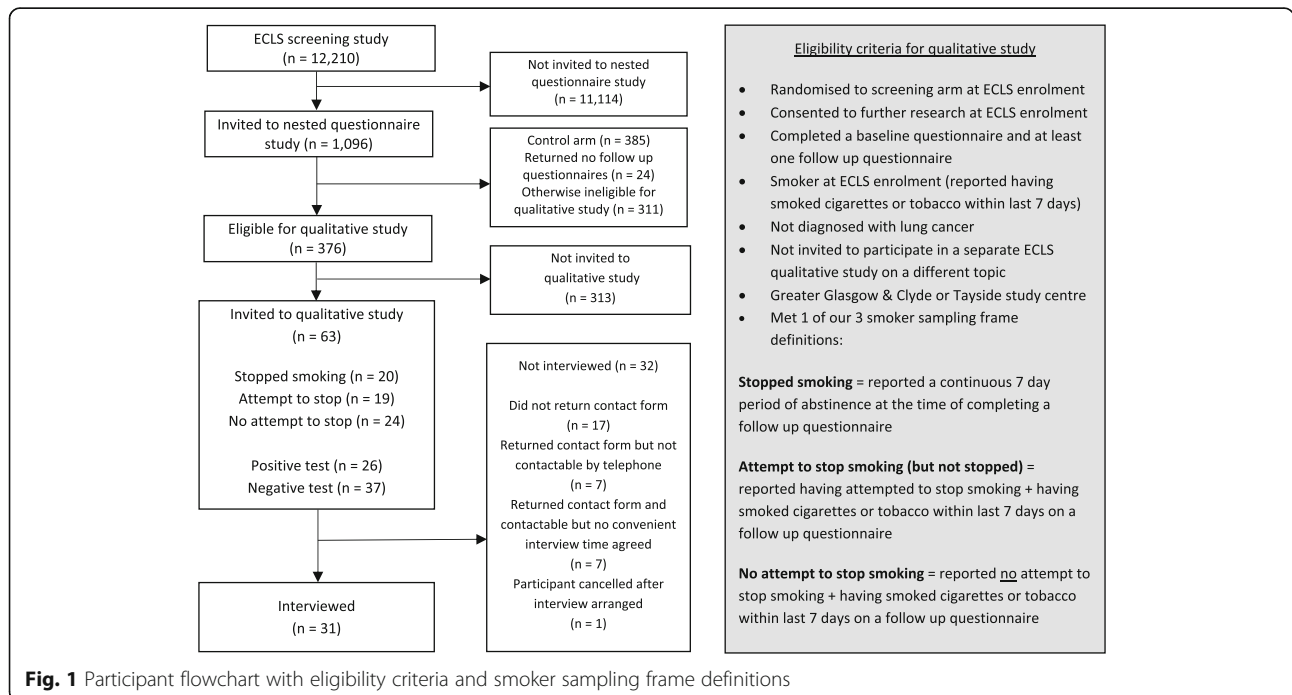 ECLS screening study
(n = 12,210)
Not invited to nested
questionnaire study
(n = 11,114)
Invited to nested questionnaire
study (n = 1,096)
Control arm (n = 385)
Returned no follow up
questionnaires (n = 24)
Otherwise ineligible for
qualitative study (n = 311)
Eligible for qualitative study
(n = 376)
Not invited to
qualitative study
(n = 313)
Invited to qualitative study
(n = 63)
Stopped smoking (n = 20)
Attempt to stop (n = 19)
No attempt to stop (n = 24)
Positive test (n = 26)
Negative test (n = 37)
Not interviewed (n = 32)
Did not return contact form
(n = 17)
Returned contact form but not
contactable by telephone
(n = 7)
Returned contact form and
contactable but no convenient
interview time agreed
(n = 7)
Participant cancelled after
interview arranged
(n = 1)
Interviewed
(n = 31)
Eligibility criteria for qualitative study
• Randomised to screening arm at ECLS enrolment
• Consented to further research at ECLS enrolment
• Completed a baseline questionnaire and at least
one follow up questionnaire
• Smoker at ECLS enrolment (reported having
smoked cigarettes or tobacco within last 7 days)
• Not diagnosed with lung cancer
• Not invited to participate in a separate ECLS
qualitative study on a different topic
• Greater Glasgow & Clyde or Tayside study centre
• Met 1 of our 3 smoker sampling frame
definitions:
Stopped smoking = reported a continuous 7 day
period of abstinence at the time of completing a
follow up questionnaire
Attempt to stop smoking (but not stopped) =
reported having attempted to stop smoking + having
smoked cigarettes or tobacco within last 7 days on a
follow up questionnaire
No attempt to stop smoking = reported no attempt to
stop smoking + having smoked cigarettes or tobacco
within last 7 days on a follow up questionnaire
Fig. 1 Participant flowchart with eligibility criteria and smoker sampling frame definitions